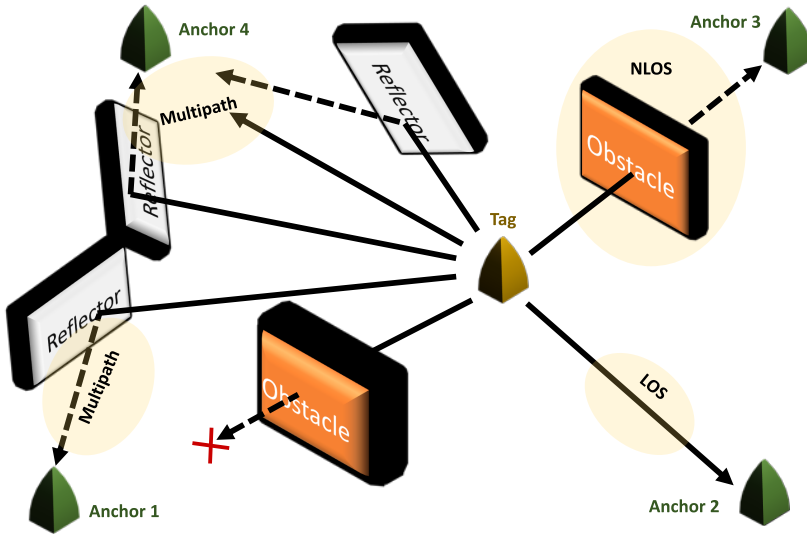 Anchor 4
Anchor 3
NLOS
Reflector
Multipath
Reflector
Obstacle
Tag
Reflector
Multipath
Obstacle
LOS
Anchor 1
Anchor 2